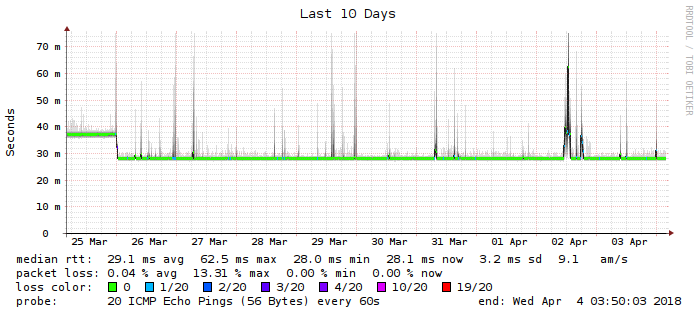 Last 10 Days
RRDTOOL / TOBI OETIKER
Seconds
70 m
60 m
50 m
40 m
30 m
20 m
10 m
0
25 Mar 26 Mar 27 Mar 28 Mar 29 Mar 30 Mar 31 Mar 01 Apr 02 Apr 03 Apr
median rtt: 29.1 ms avg 62.5 ms max 28.0 ms min 28.1 ms now 3.2 ms sd 9.1 am/s
packet loss: 0.04 % avg 13.31 % max 0.00 % min 0.00 % now
loss color: 0 1/20 2/20 3/20 4/20 10/20 19/20
probe: 20 ICMP Echo Pings (56 Bytes) every 60s end: Wed Apr 4 03:50:03 2018